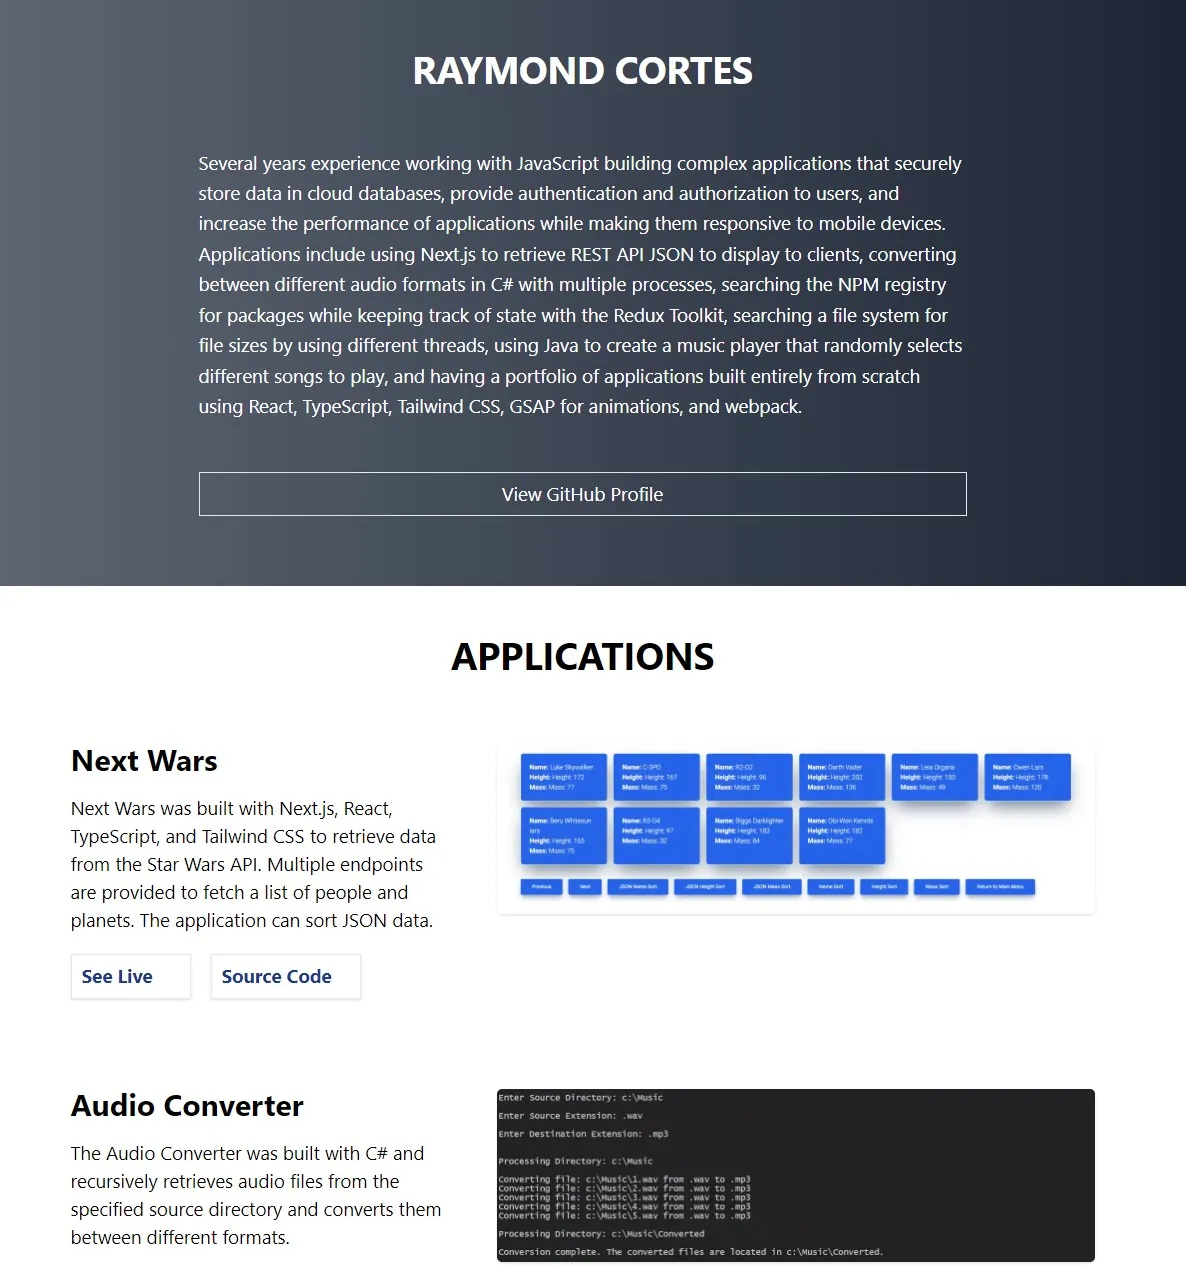 RAYMOND CORTES
Several years experience working with JavaScript building complex applications that securely
store data in cloud databases, provide authentication and authorization to users, and
increase the performance of applications while making them responsive to mobile devices.
Applications include using Next.js to retrieve REST API JSON to display to clients, converting
between different audio formats in C# with multiple processes, searching the NPM registry
for packages while keeping track of state with the Redux Toolkit, searching a file system for
file sizes by using different threads, using Java to create a music player that randomly selects
different songs to play, and having a portfolio of applications built entirely from scratch
using React, TypeScript, Tailwind CSS, GSAP for animations, and webpack.
View GitHub Profile
APPLICATIONS
Next Wars
Next Wars was built with Next.js, React,
TypeScript, and Tailwind CSS to retrieve data
from the Star Wars API. Multiple endpoints
are provided to fetch a list of people and
planets. The application can sort JSON data.
See Live
Source Code
Name: Luke Skywalker
Height: Height: 172
Mass: Mass: 77
Name: C-3PO
Height: Height: 167
Mass: Mass: 75
Name: R2-D2
Height: Height: 96
Mass: Mass: 32
Name: Darth Vader
Height: Height: 202
Mass: Mass: 136
Name: Leia Organa
Height: Height: 150
Mass: Mass: 49
Name: Owen Lars
Height: Height: 178
Mass: Mass: 120
Name: Beru Whitesun
lars
Height: Height: 165
Mass: Mass: 75
Name: R5-D4
Height: Height: 97
Mass: Mass: 32
Name: Biggs Darklighter
Height: Height: 183
Mass: Mass: 84
Name: Obi-Wan Kenobi
Height: Height: 182
Mass: Mass: 77
Previous
Next
JSON Name Sort
JSON Height Sort
JSON Mass Sort
Name Sort
Height Sort
Mass Sort
Return to Main Menu
Audio Converter
The Audio Converter was built with C# and
recursively retrieves audio files from the
specified source directory and converts them
between different formats.
Enter Source Directory: c:\Music
Enter Source Extension: .wav
Enter Destination Extension: .mp3
Processing Directory: c:\Music
Converting file: c:\Music\1.wav from .wav to .mp3
Converting file: c:\Music\2.wav from .wav to .mp3
Converting file: c:\Music\3.wav from .wav to .mp3
Converting file: c:\Music\4.wav from .wav to .mp3
Converting file: c:\Music\5.wav from .wav to .mp3
Processing Directory: c:\Music\Converted
Conversion complete. The converted files are located in c:\Music\Converted.